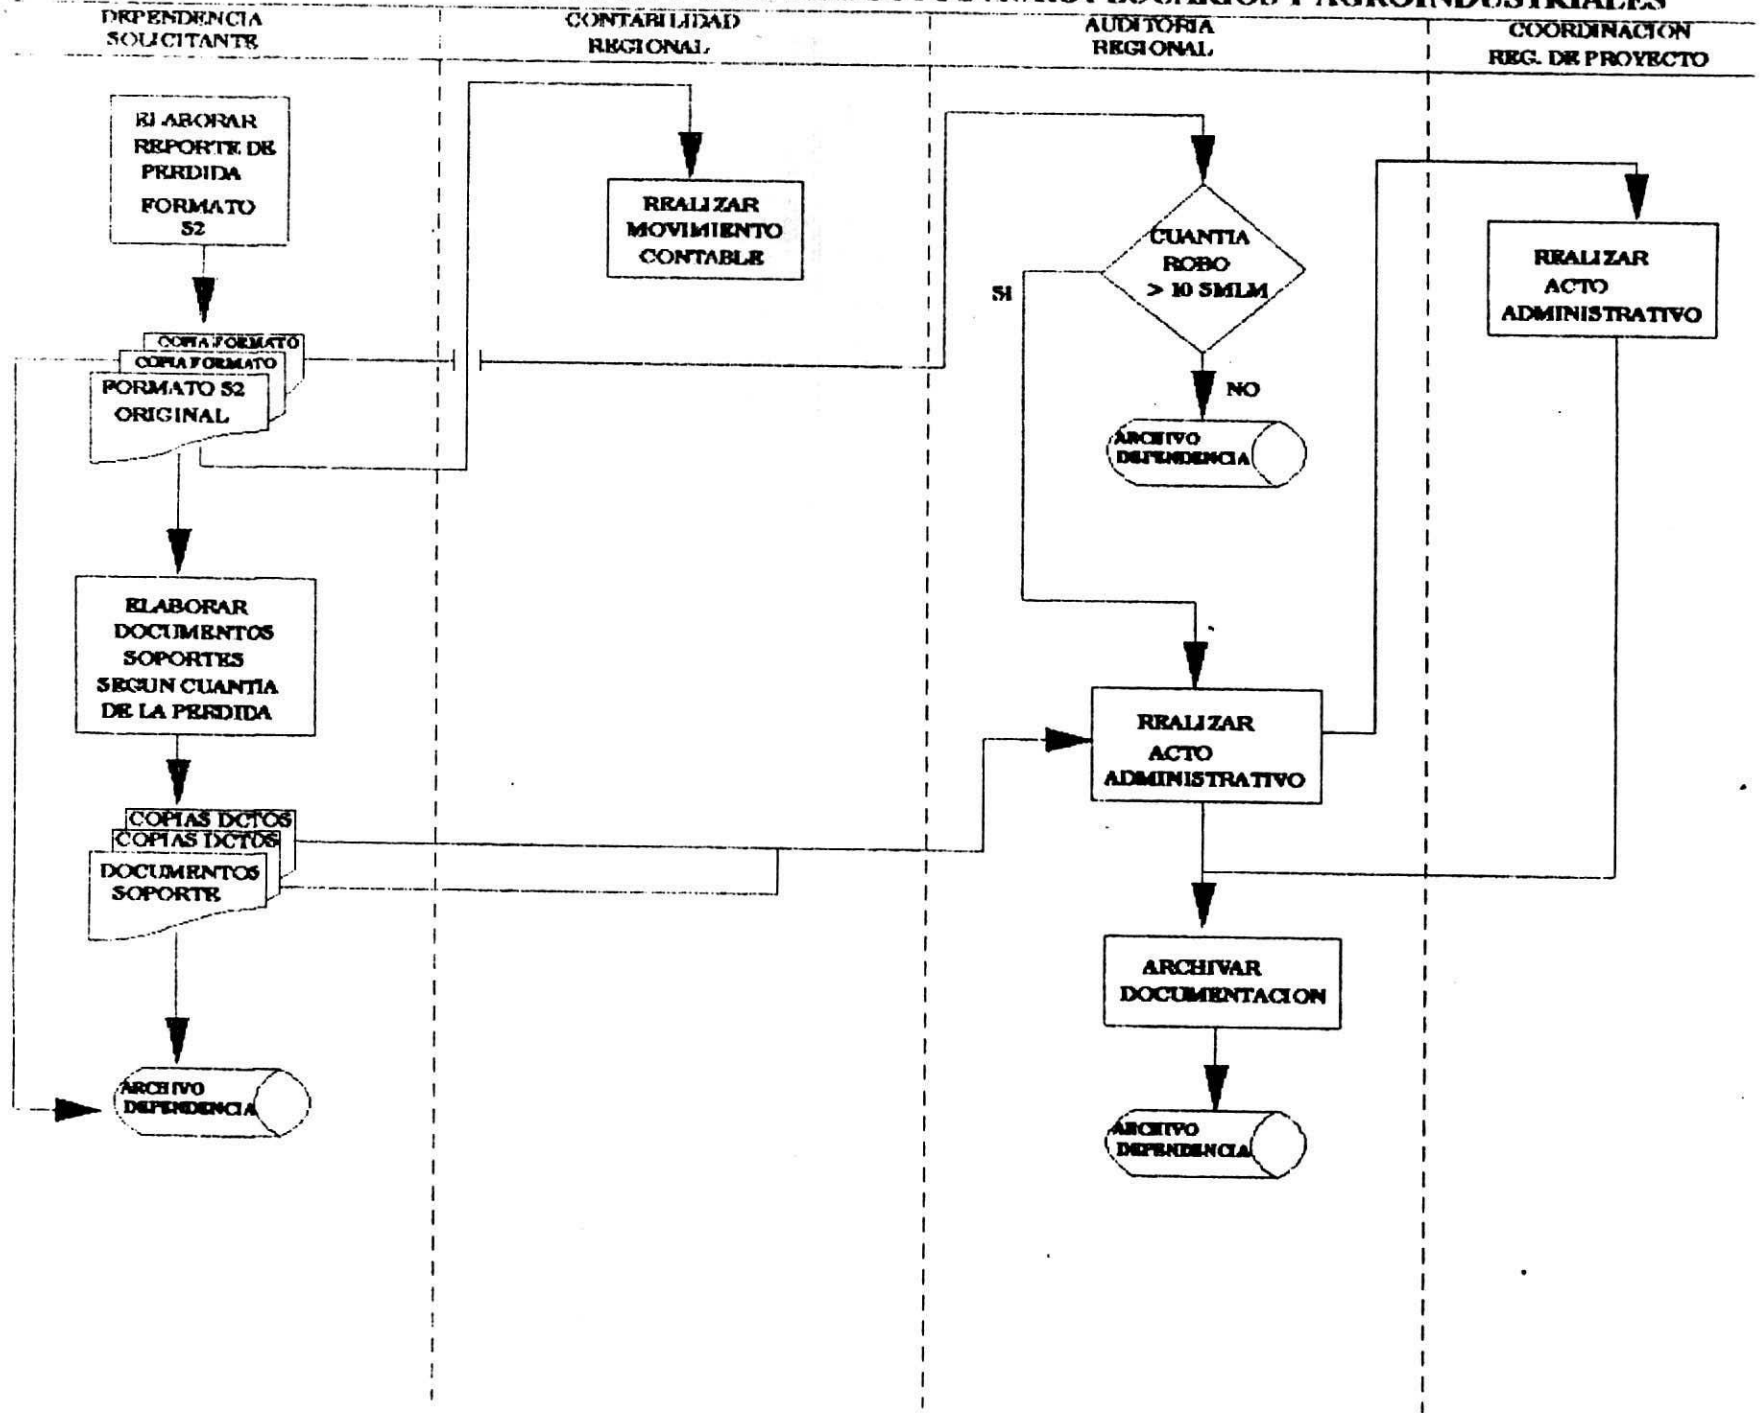 Y AGROINDUSTRIALES
DEPENDENCIA
SOLICITANTE
CONTABILIDAD
REGIONAL
AUDITORIA
REGIONAL
COORDINACION
REG. DE PROYECTO
ELABORAR
REPORTE DE
PERDIDA
FORMATO
S2
COPIA FORMATO
COPIA FORMATO
FORMATO S2
ORIGINAL
ELABORAR
DOCUMENTOS
SOPORTES
SEGUN CUANTIA
DE LA PERDIDA
COPIAS DCTOS
COPIAS DCTOS
DOCUMENTOS
SOPORTE
ARCHIVO
DEPENDENCIA
REALIZAR
MOVIMIENTO
CONTABLE
CUANTIA
ROBO
> 10 SMLM
SI
NO
ARCHIVO
DEPENDENCIA
REALIZAR
ACTO
ADMINISTRATIVO
ARCHIVAR
DOCUMENTACION
ARCHIVO
DEPENDENCIA
REALIZAR
ACTO
ADMINISTRATIVO